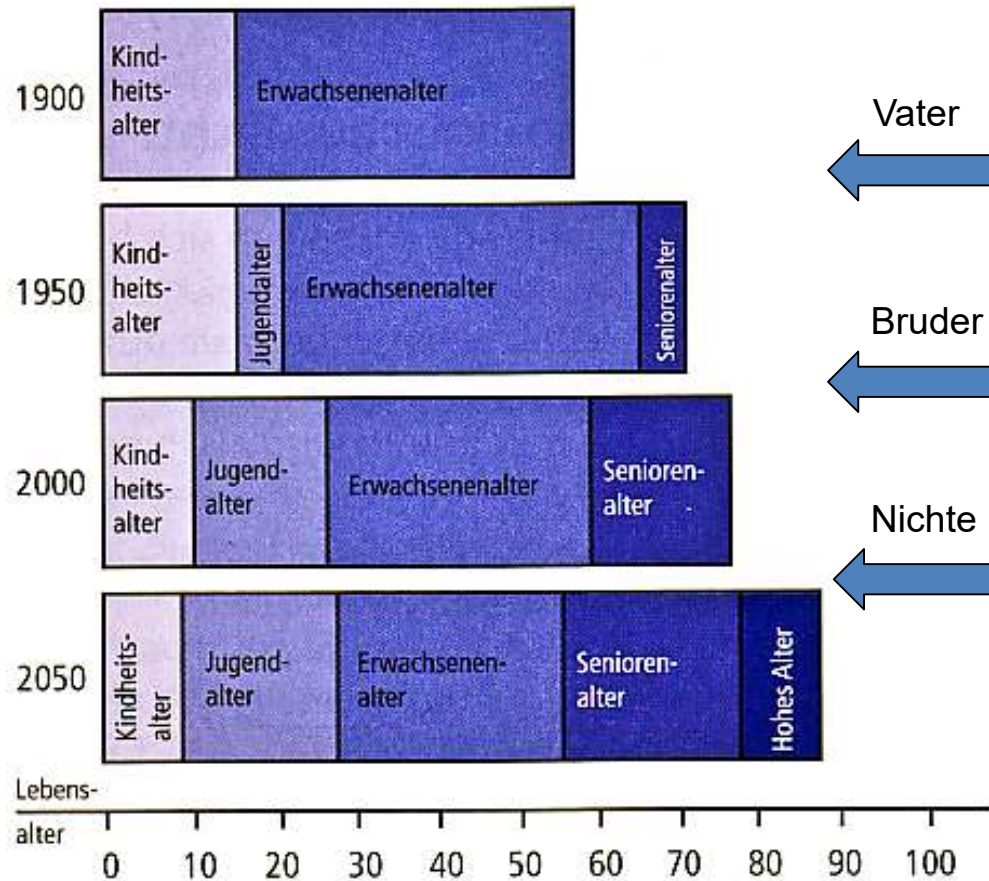 1900
Kind-
heits-
alter
Erwachsenenalter
Vater
1950
Kind-
heits-
alter
Jugendalter
Erwachsenenalter
Seniorenalter
Bruder
2000
Kind-
heits-
alter
Jugend-
alter
Erwachsenenalter
Senioren-
alter
Nichte
2050
Kindheits-
alter
Jugend-
alter
Erwachsenen-
alter
Senioren-
alter
Hohes Alter
Lebens-
alter
0 10 20 30 40 50 60 70 80 90 100